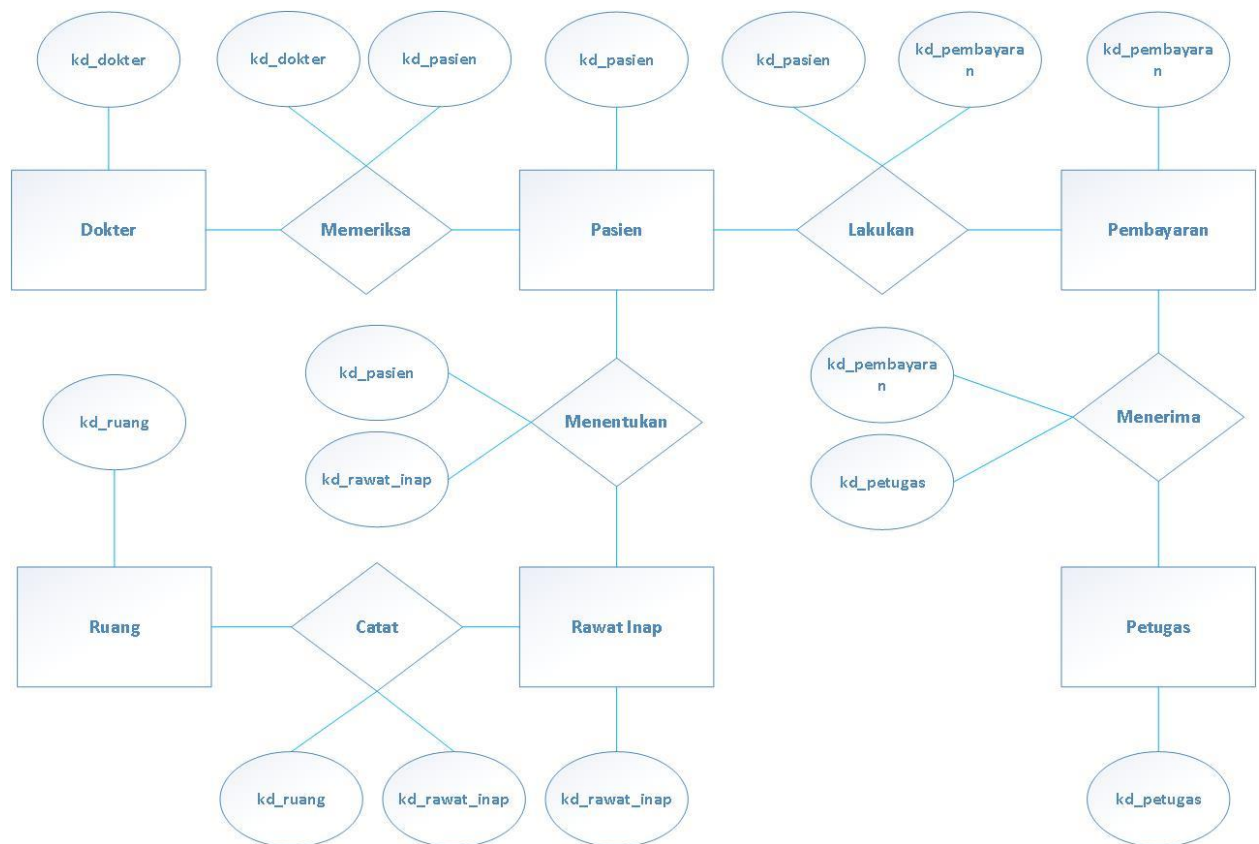 kd_dokter
kd_dokter
kd_pasien
kd_pasien
kd_pasien
kd_pembayara
n
kd_pembayara
n
Dokter
Memeriksa
Pasien
Lakukan
Pembayaran
kd_pasien
kd_rawat_inap
Menentukan
kd_pembayara
n
kd_petugas
Menerima
kd_ruang
Ruang
Catat
Rawat Inap
Petugas
kd_ruang
kd_rawat_inap
kd_rawat_inap
kd_petugas